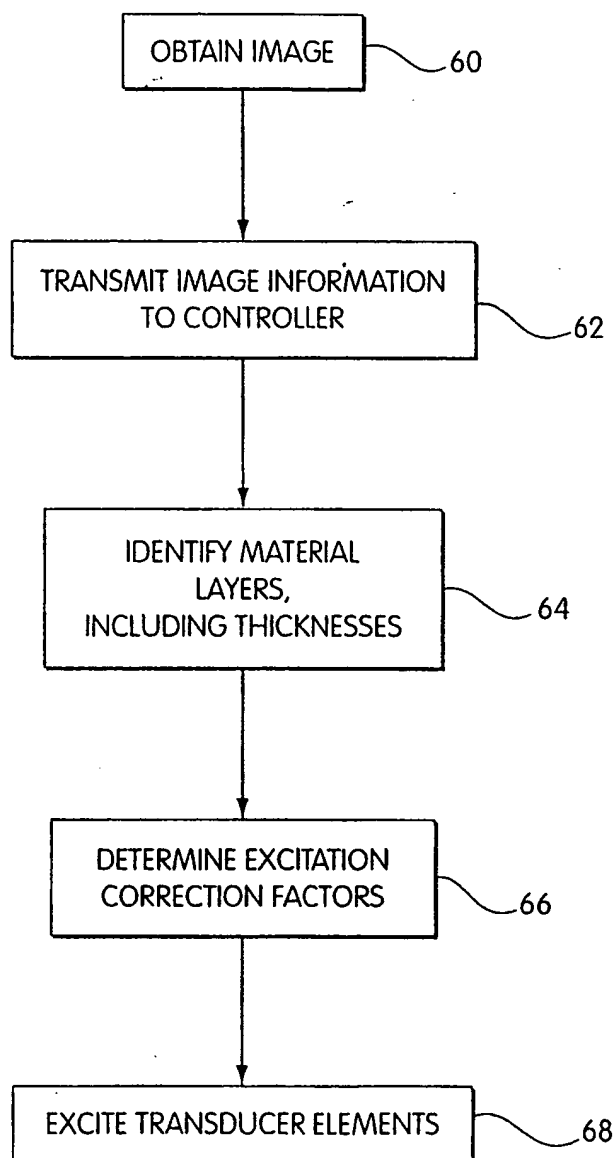 OBTAIN IMAGE
60
TRANSMIT IMAGE INFORMATION
TO CONTROLLER
62
IDENTIFY MATERIAL
LAYERS,
INCLUDING THICKNESSES
64
DETERMINE EXCITATION
CORRECTION FACTORS
66
EXCITE TRANSDUCER ELEMENTS
68